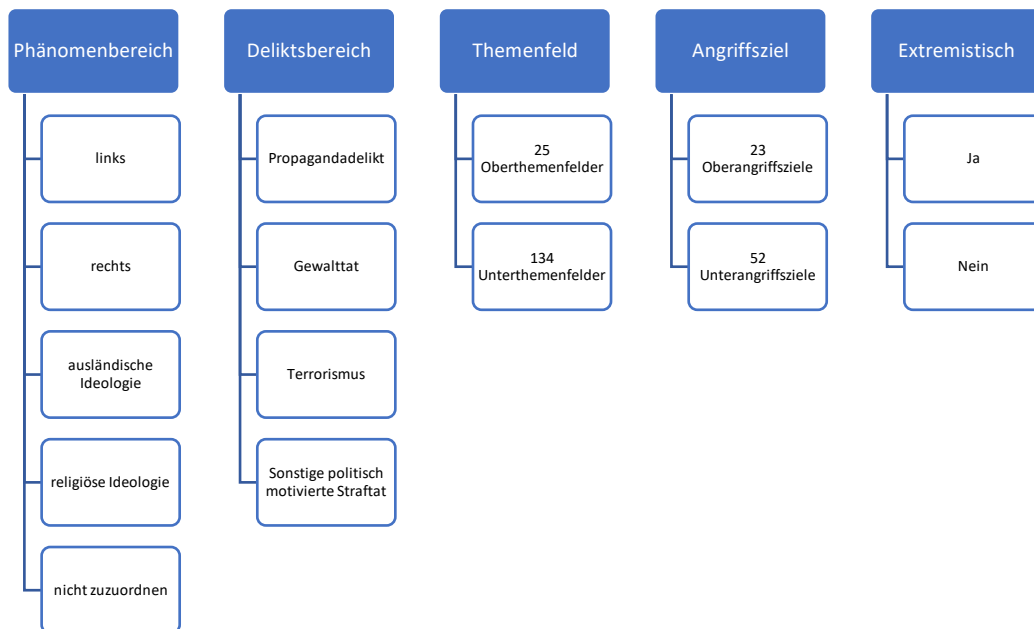 Phänomenbereich
links
rechts
ausländische
Ideologie
religiöse Ideologie
nicht zuzuordnen
Deliktsbereich
Propagandadelikt
Gewalttat
Terrorismus
Sonstige politisch
motivierte Straftat
Themenfeld
25
Oberthemenfelder
134
Unterthemenfelder
Angriffsziel
23
Oberangriffsziele
52
Unterangriffsziele
Extremistisch
Ja
Nein